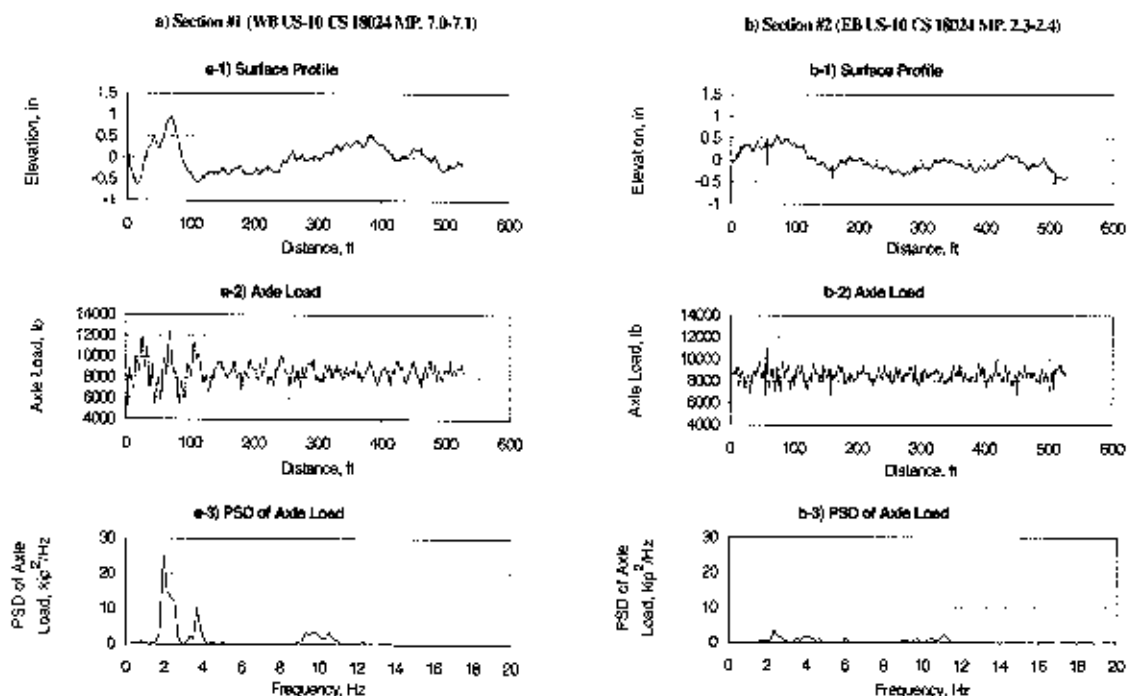 a) Section #1 (WB US-10 CS 18024 MP. 7.0-7.1)
a-1) Surface Profile
Elevation, in
1.5
1
0.5
0
-0.5
-1
0 100 200 300 400 500 600
Distance, ft
a-2) Axle Load
Axle Load, lb
14000
12000
10000
8000
6000
4000
0 100 200 300 400 500 600
Distance, ft
a-3) PSD of Axle Load
PSD of Axle
Load, kip²/Hz
30
20
10
0
0 2 4 6 8 10 12 14 16 18 20
Frequency, Hz
b) Section #2 (EB US-10 CS 18024 MP. 2.3-2.4)
b-1) Surface Profile
Elevation, in
1.5
1
0.5
0
-0.5
-1
0 100 200 300 400 500 600
Distance, ft
b-2) Axle Load
Axle Load, lb
14000
12000
10000
8000
6000
4000
0 100 200 300 400 500 600
Distance, ft
b-3) PSD of Axle Load
PSD of Axle
Load, kip²/Hz
30
20
10
0
0 2 4 6 8 10 12 14 16 18 20
Frequency, Hz